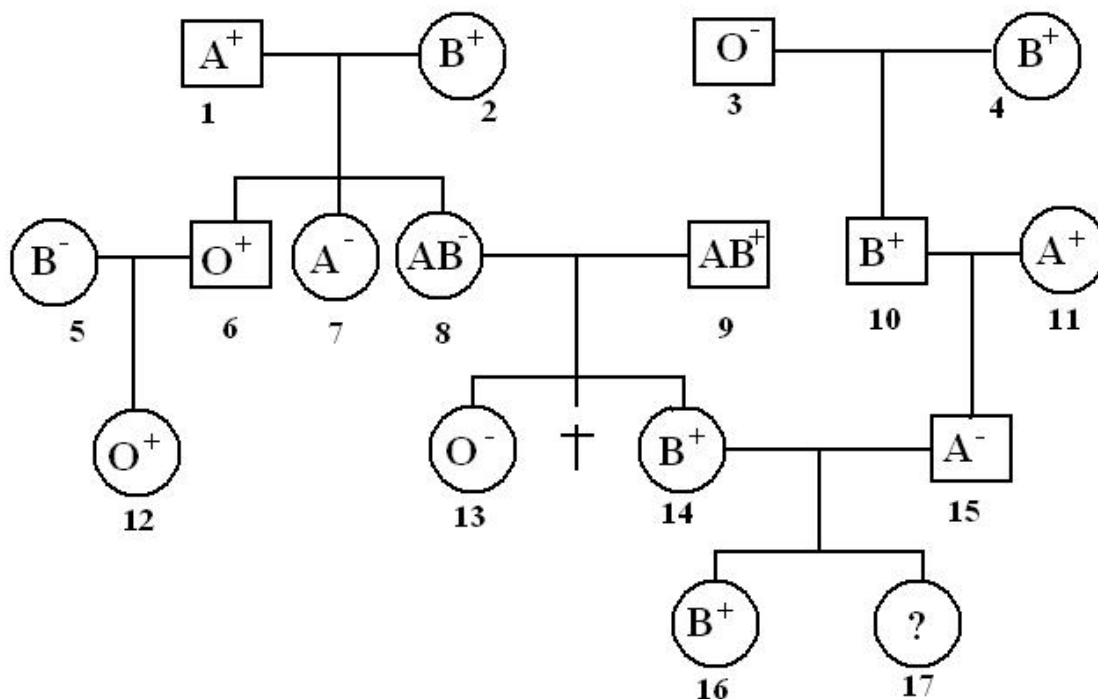 A+ B+ O- B+
1 2 3 4
B- O+ A- AB- AB+ B+ A+
5 6 7 8 9 10 11
O+ O- B+ A-
12 13 14 15
B+ ?
16 17